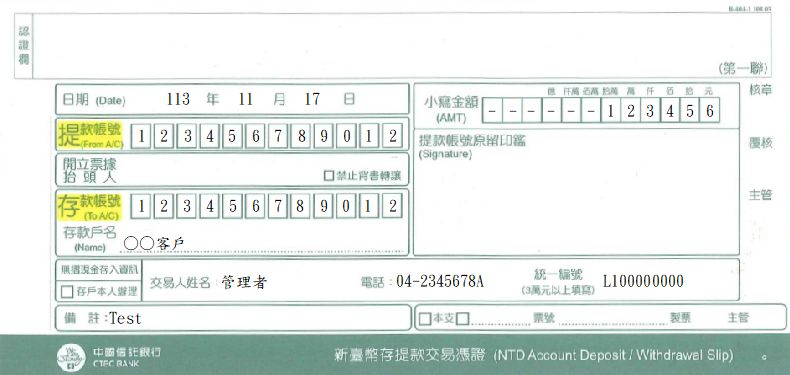 認證欄
(第一聯)
日期 (Date) 113 年 11 月 17 日
小寫金額 (AMT) 億 仟萬 佰萬 拾萬 萬 仟 佰 拾 元
- - - - - - 1 2 3 4 5 6
核章
提款帳號 (From A/C) 1 2 3 4 5 6 7 8 9 0 1 2
提款帳號原留印鑑
(Signature)
覆核
開立票據
抬頭人
□禁止背書轉讓
主管
存款帳號 (To A/C) 1 2 3 4 5 6 7 8 9 0 1 2
存款戶名
(Name) ○○客戶
無摺現金存入資訊
□存戶本人辦理
交易人姓名 管理者 電話：04-2345678A 統一編號 (3萬元以上填寫) L100000000
備註：Test
□本支□ 票號 製票 主管
中國信託銀行
CTBC BANK
新臺幣存提款交易憑證 (NTD Account Deposit / Withdrawal Slip)